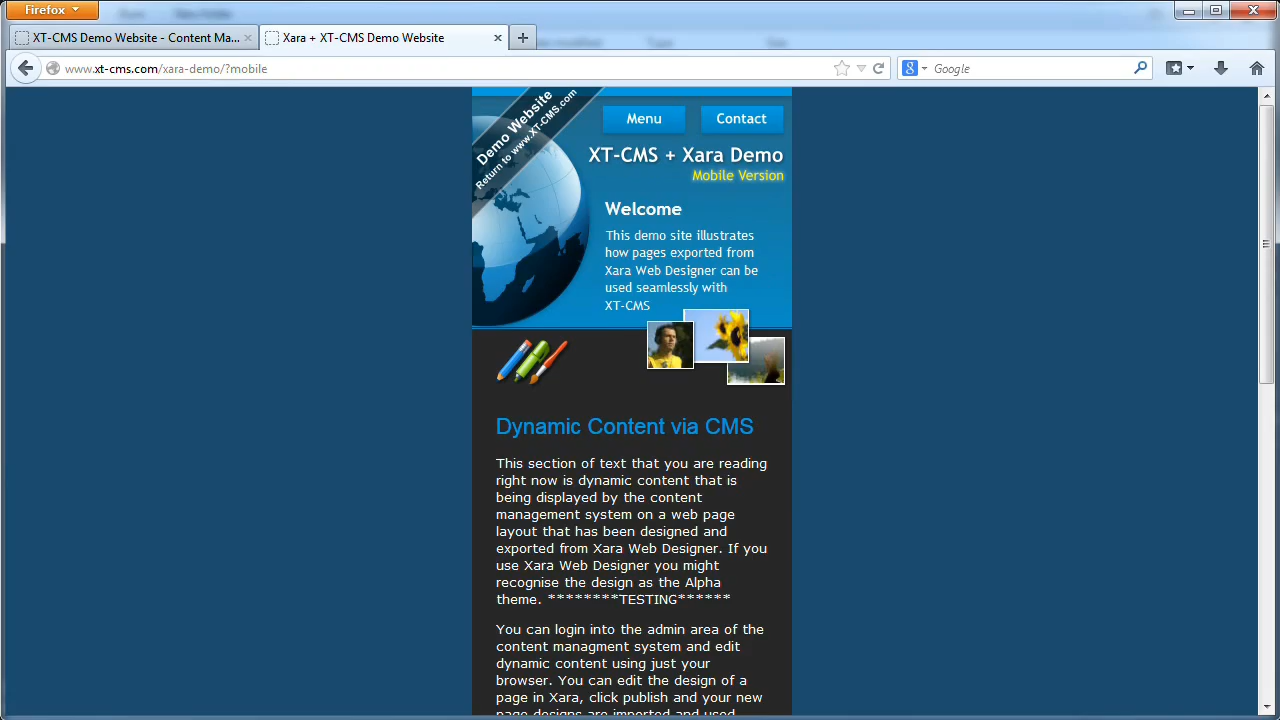 Firefox
XT-CMS Demo Website - Content Ma...
Xara + XT-CMS Demo Website
www.xt-cms.com/xara-demo/?mobile
Google
Demo Website
Return to www.XT-CMS.com
Menu
Contact
XT-CMS + Xara Demo
Mobile Version
Welcome
This demo site illustrates
how pages exported from
Xara Web Designer can be
used seamlessly with
XT-CMS
Dynamic Content via CMS
This section of text that you are reading
right now is dynamic content that is
being displayed by the content
management system on a web page
layout that has been designed and
exported from Xara Web Designer. If you
use Xara Web Designer you might
recognise the design as the Alpha
theme. ********TESTING******
You can login into the admin area of the
content managment system and edit
dynamic content using just your
browser. You can edit the design of a
page in Xara, click publish and your new
page designs are imported and used